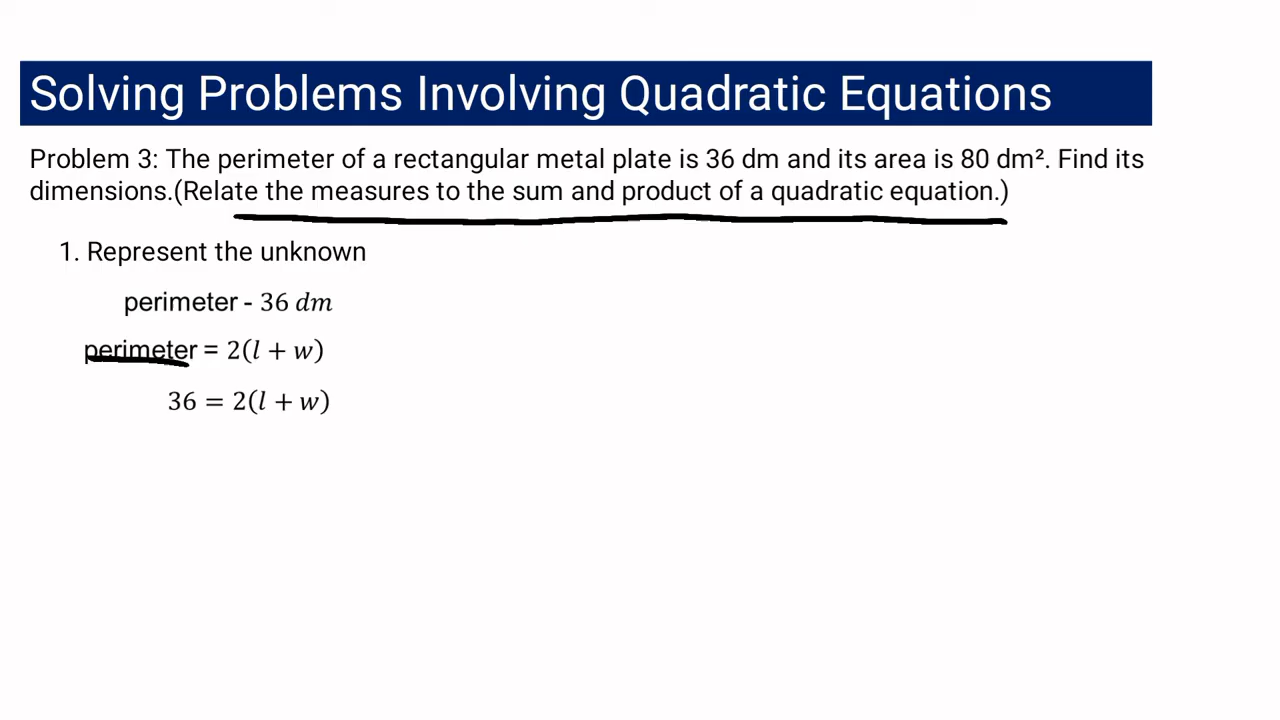 Solving Problems Involving Quadratic Equations
Problem 3: The perimeter of a rectangular metal plate is 36 dm and its area is 80 dm². Find its
dimensions.(Relate the measures to the sum and product of a quadratic equation.)
1. Represent the unknown
perimeter - 36 dm
perimeter = 2(l + w)
36 = 2(l + w)